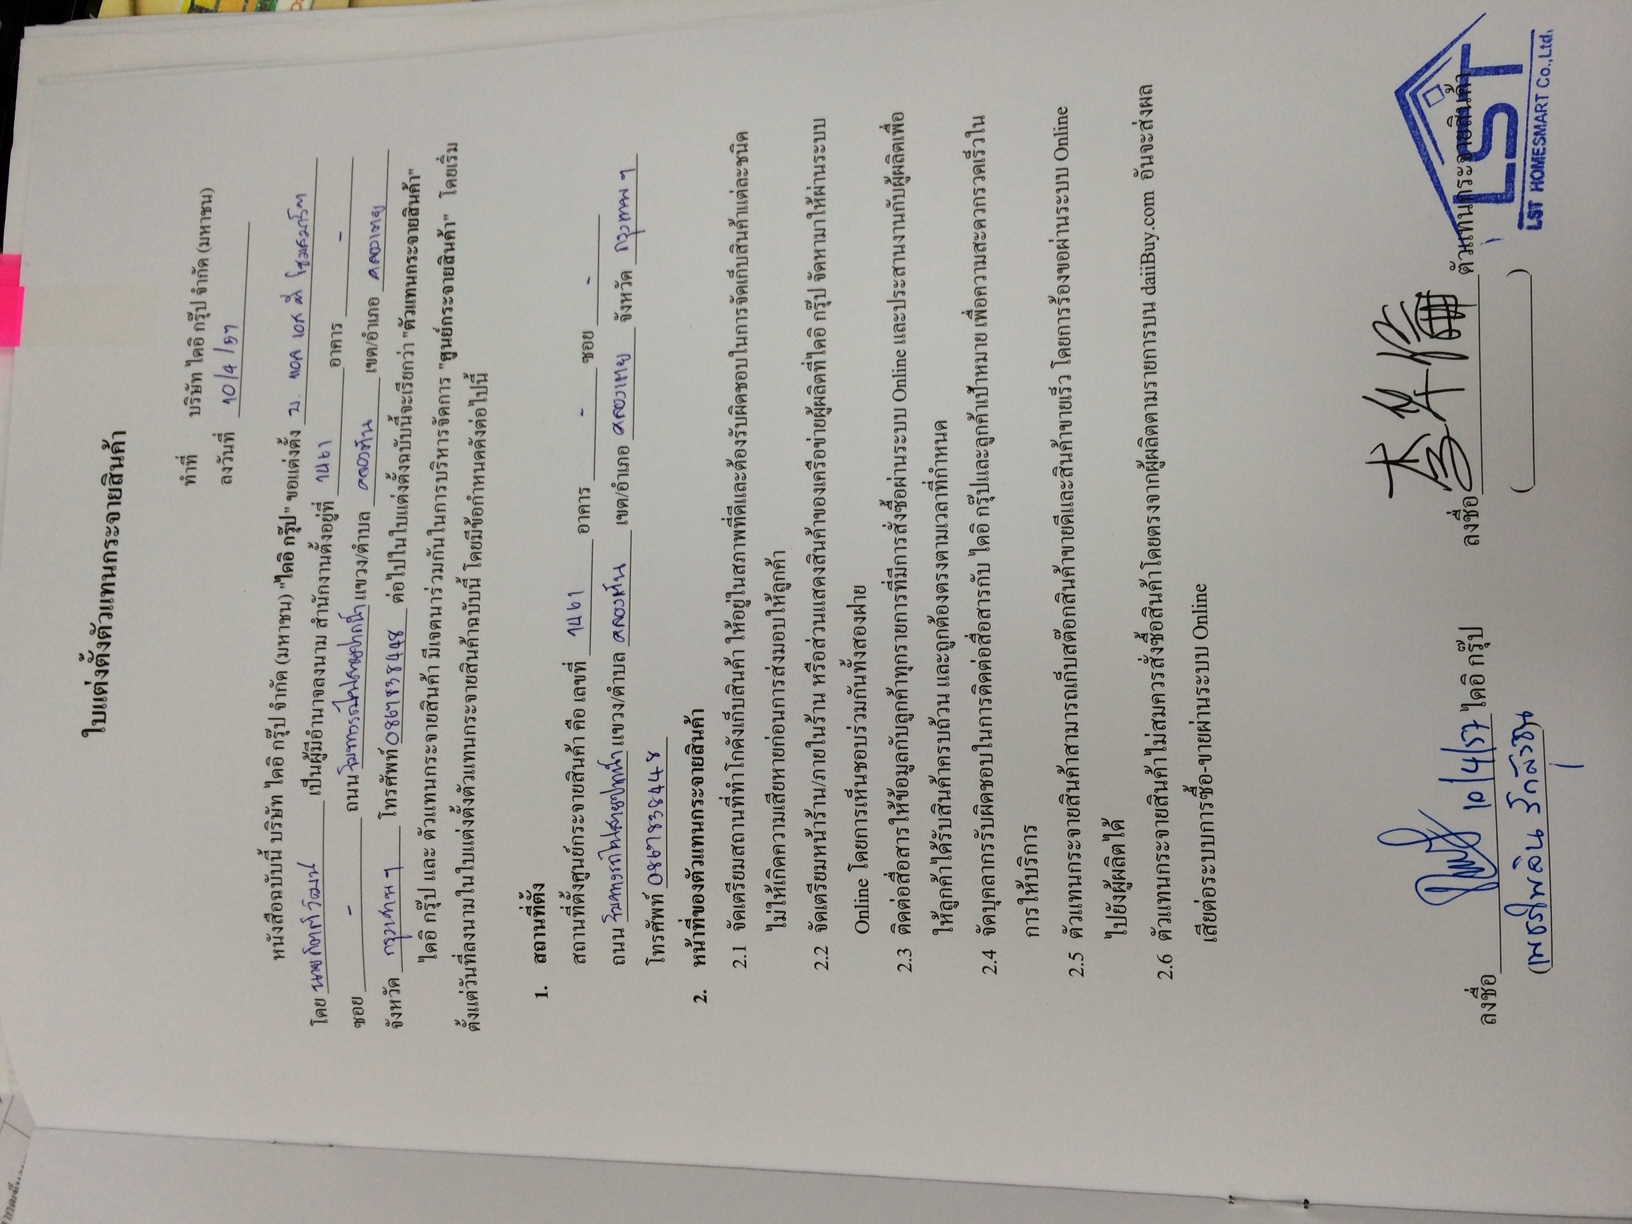 ใบแต่งตั้งตัวแทนกระจายสินค้า
ทำที่ บริษัท ไดอิ กรุ๊ป จำกัด (มหาชน)
ลงวันที่ 10/4/57
หนังสือฉบับนี้ บริษัท ไดอิ กรุ๊ป จำกัด (มหาชน) "ไดอิ กรุ๊ป" ขอแต่งตั้ง บ. แอล เอส ที โฮมสมาร์ท
โดย เป็นผู้มีอำนาจลงนาม สำนักงานตั้งอยู่ที่ 1461 อาคาร -
ซอย - ถนน ริมทางรถไฟสายปากน้ำ แขวง/ตำบล คลองตัน เขต/อำเภอ คลองเตย
จังหวัด กรุงเทพฯ โทรศัพท์ 0867838448 ต่อไปในใบแต่งตั้งฉบับนี้จะเรียกว่า "ตัวแทนกระจายสินค้า"
ไดอิ กรุ๊ป และ ตัวแทนกระจายสินค้า มีเจตนาร่วมกันในการบริหารจัดการ "ศูนย์กระจายสินค้า" โดยเริ่ม
ตั้งแต่วันที่ลงนามในใบแต่งตั้งตัวแทนกระจายสินค้าฉบับนี้ โดยมีข้อกำหนดดังต่อไปนี้
1. สถานที่ตั้ง
สถานที่ตั้งศูนย์กระจายสินค้า คือ เลขที่ 1461 อาคาร - ซอย -
ถนน ริมทางรถไฟสายปากน้ำ แขวง/ตำบล คลองตัน เขต/อำเภอ คลองเตย จังหวัด กรุงเทพฯ
โทรศัพท์ 0867838448
2. หน้าที่ของตัวแทนกระจายสินค้า
2.1 จัดเตรียมสถานที่ทำโกดังเก็บสินค้า ให้อยู่ในสภาพที่ดีและต้องรับผิดชอบในการจัดเก็บสินค้าแต่ละชนิด
ไม่ให้เกิดความเสียหายก่อนการส่งมอบให้ลูกค้า
2.2 จัดเตรียมหน้าร้าน/ภายในร้าน หรือส่วนแสดงสินค้าของเครือข่ายผู้ผลิตที่ไดอิ กรุ๊ป จัดหามาให้ผ่านระบบ
Online โดยการเห็นชอบร่วมกันทั้งสองฝ่าย
2.3 ติดต่อสื่อสารให้ข้อมูลกับลูกค้าทุกรายการที่มีการสั่งซื้อผ่านระบบ Online และประสานงานกับผู้ผลิตเพื่อ
ให้ลูกค้าได้รับสินค้าครบถ้วน และถูกต้องตรงตามเวลาที่กำหนด
2.4 จัดบุคลากรรับผิดชอบในการติดต่อสื่อสารกับ ไดอิ กรุ๊ปและลูกค้าเป้าหมาย เพื่อความสะดวกรวดเร็วใน
การให้บริการ
2.5 ตัวแทนกระจายสินค้าสามารถเก็บสต๊อกสินค้าขายดีและสินค้าขายเร็ว โดยการร้องขอผ่านระบบ Online
ไปยังผู้ผลิตได้
2.6 ตัวแทนกระจายสินค้าไม่สมควรสั่งซื้อสินค้าโดยตรงจากผู้ผลิตตามรายการบน daiiBuy.com อันจะส่งผล
เสียต่อระบบการซื้อ-ขายผ่านระบบ Online
ลงชื่อ 10/4/57 ไดอิ กรุ๊ป
ลงชื่อ 李华倫 ตัวแทนกระจายสินค้า
LST
LST HOMESMART Co.,Ltd.